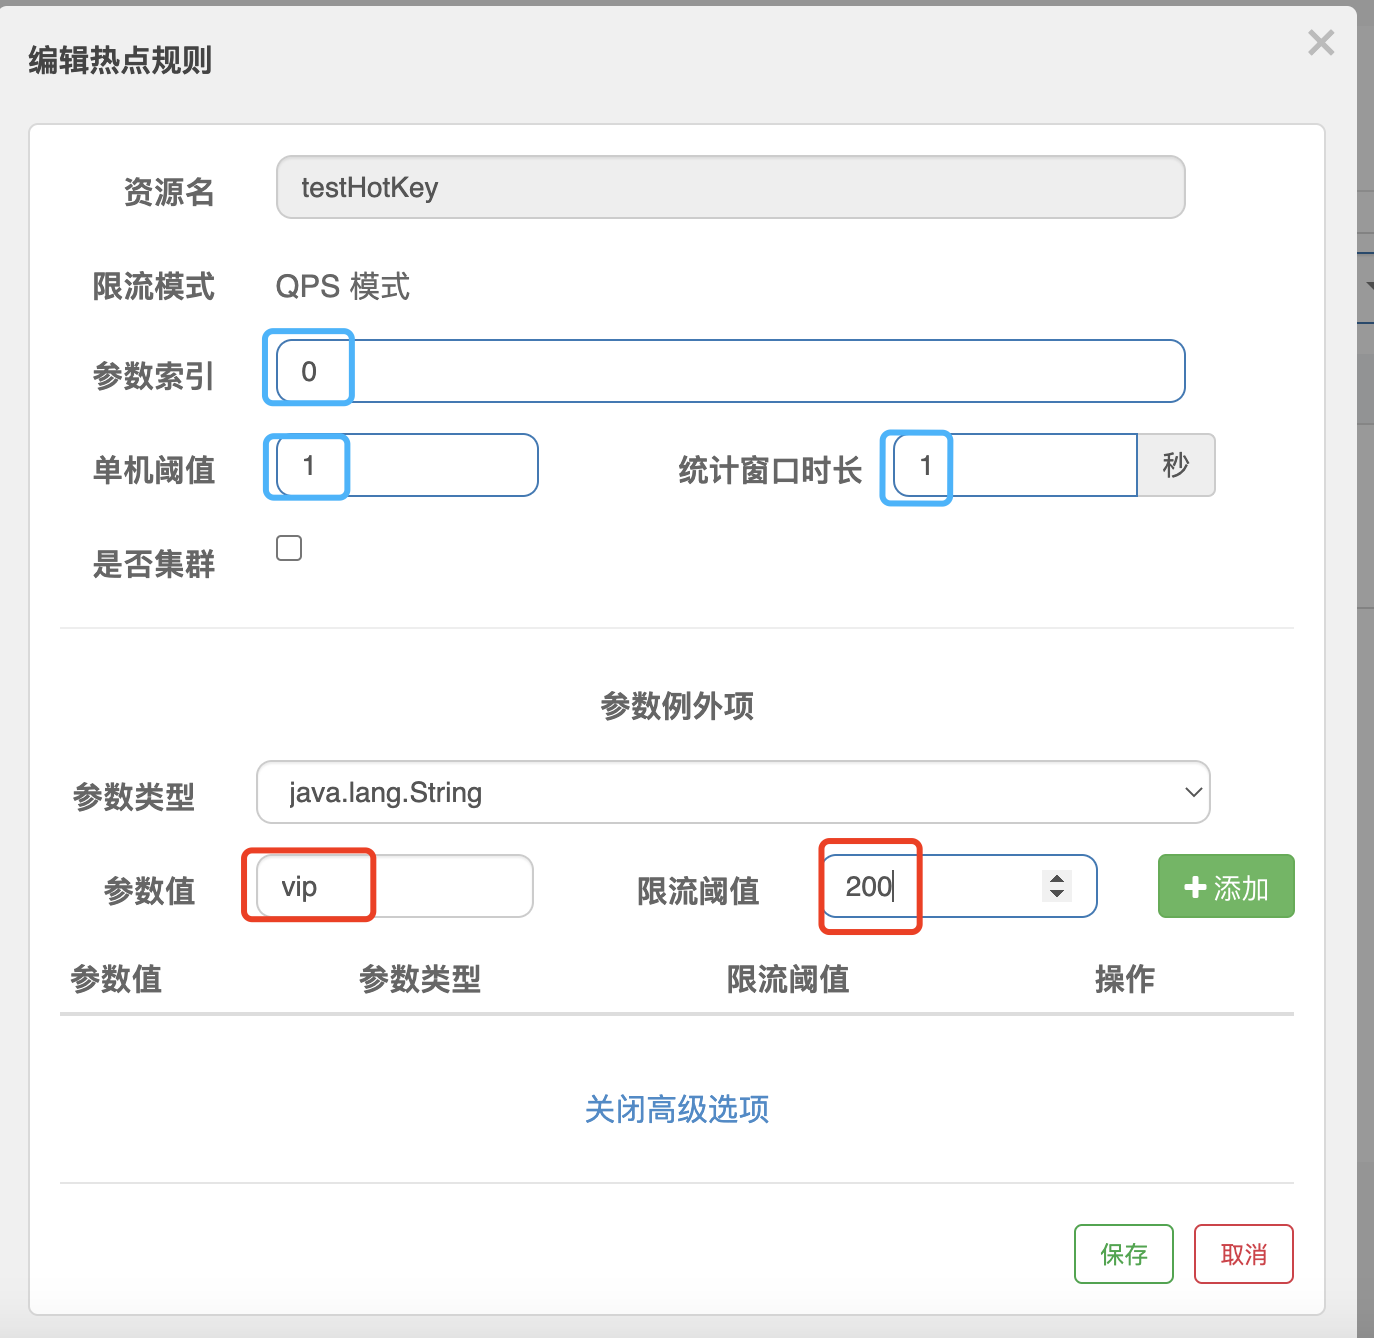 编辑热点规则
资源名 testHotKey
限流模式 QPS 模式
参数索引 0
单机阈值 1 统计窗口时长 1 秒
是否集群
参数例外项
参数类型 java.lang.String
参数值 vip 限流阈值 200 添加
参数值 参数类型 限流阈值 操作
关闭高级选项
保存 取消